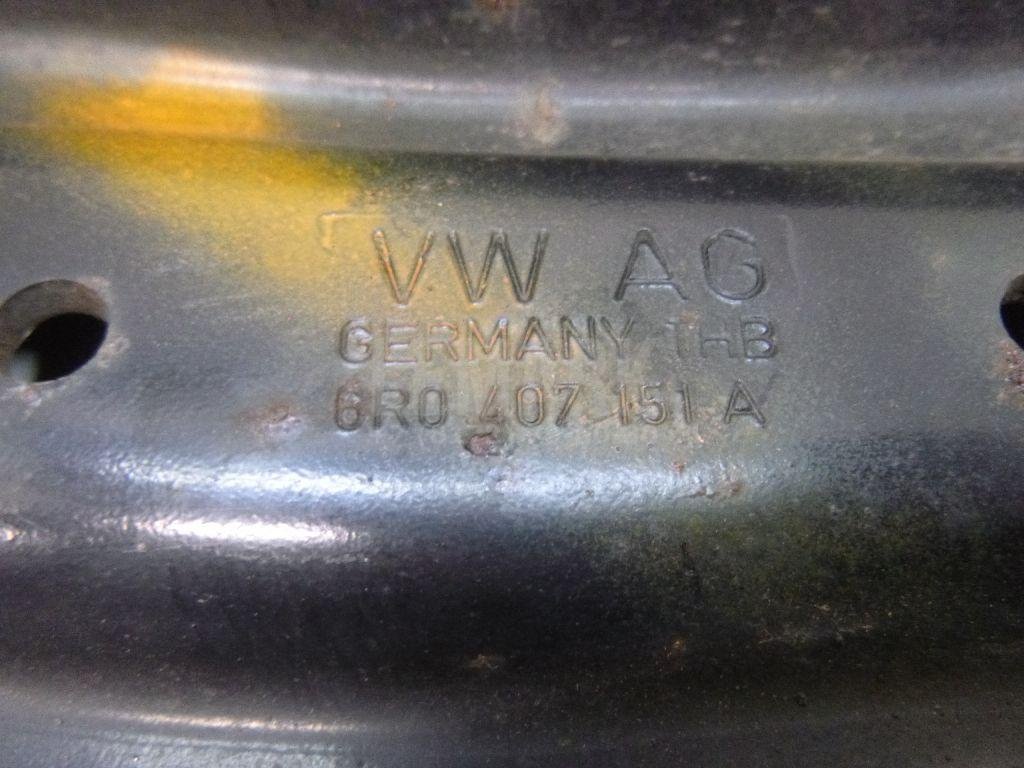 VW AG
GERMANY THB
6R0 407 151 A